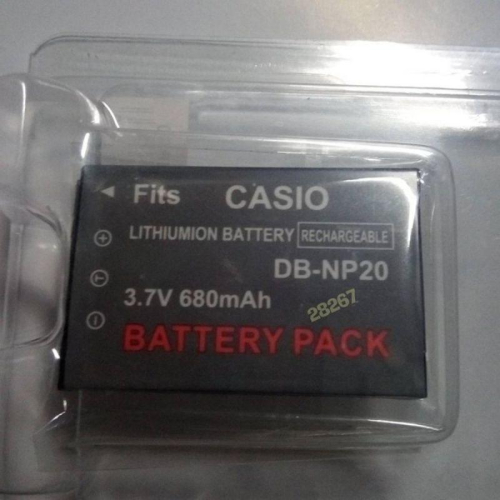 Fits CASIO
LITHIUMION BATTERY RECHARGEABLE
DB-NP20
3.7V 680mAh
28267
BATTERY PACK